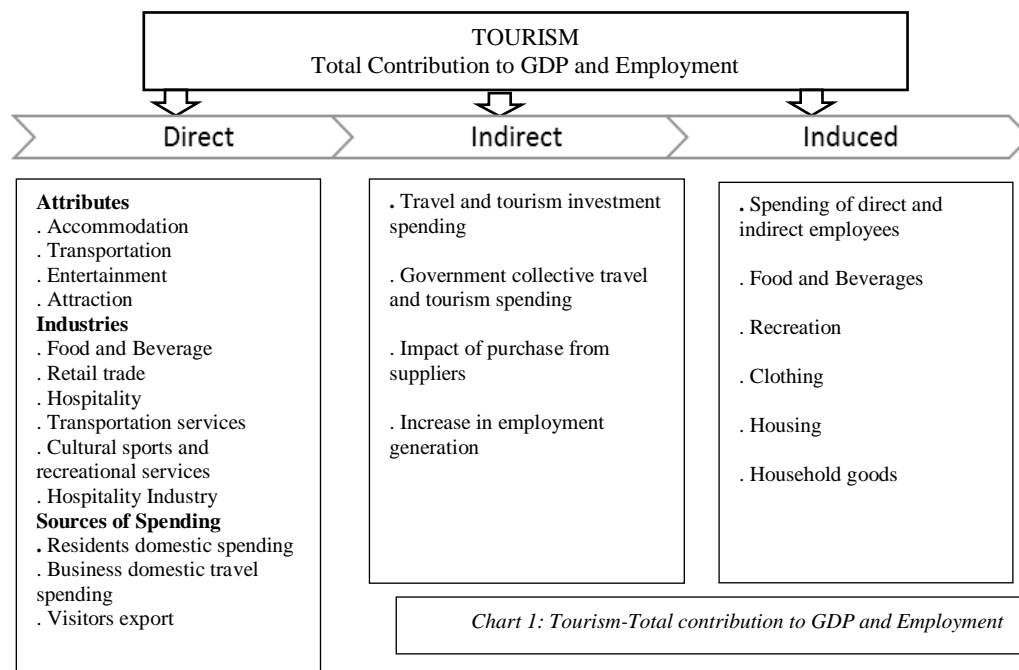 TOURISM
Total Contribution to GDP and Employment
Direct
Indirect
Induced
Attributes
. Accommodation
. Transportation
. Entertainment
. Attraction
Industries
. Food and Beverage
. Retail trade
. Hospitality
. Transportation services
. Cultural sports and
recreational services
. Hospitality Industry
Sources of Spending
. Residents domestic spending
. Business domestic travel
spending
. Visitors export
. Travel and tourism investment
spending
. Government collective travel
and tourism spending
. Impact of purchase from
suppliers
. Increase in employment
generation
. Spending of direct and
indirect employees
. Food and Beverages
. Recreation
. Clothing
. Housing
. Household goods
Chart 1: Tourism-Total contribution to GDP and Employment